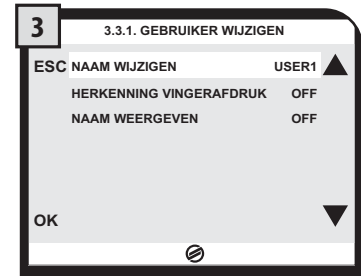 3
3.3.1. GEBRUIKER WIJZIGEN
ESC NAAM WIJZIGEN USER1
HERKENNING VINGERAFDRUK OFF
NAAM WEERGEVEN OFF
OK